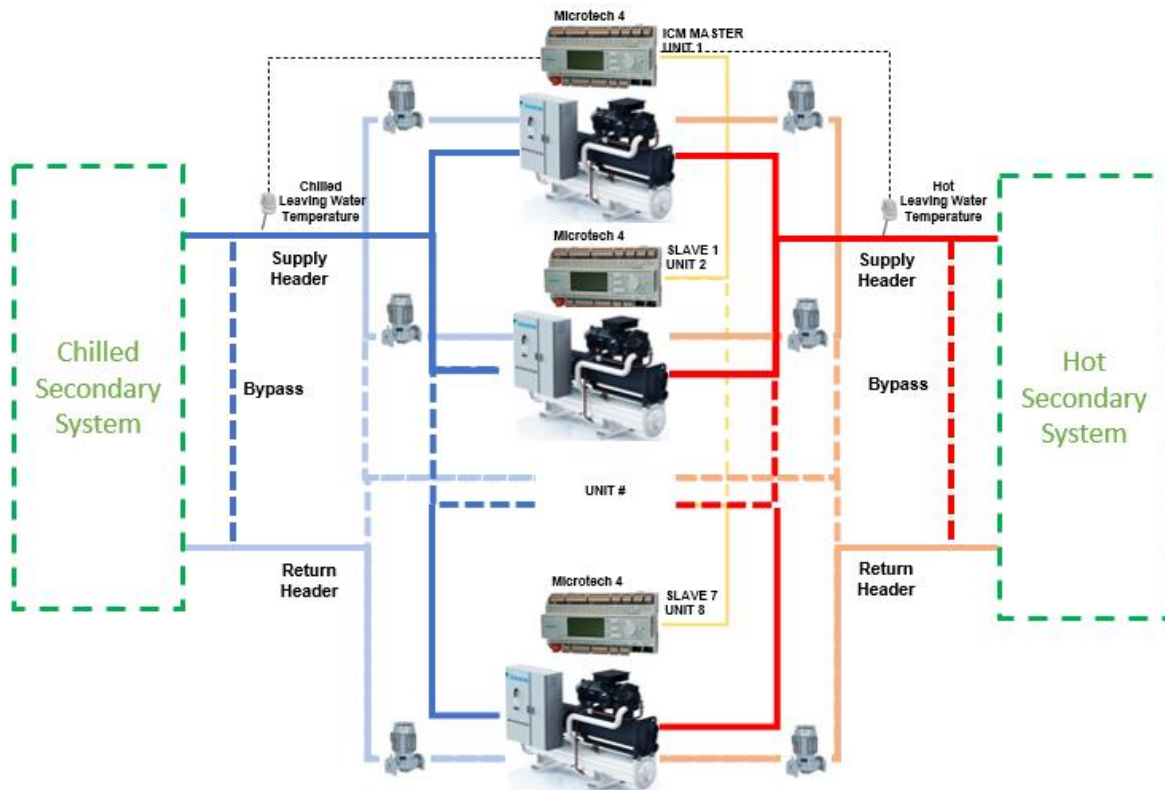 Microtech 4
ICM MASTER
UNIT 1
Chilled
Leaving Water
Temperature
Hot
Leaving Water
Temperature
Microtech 4
SLAVE 1
UNIT 2
Supply
Header
Supply
Header
Chilled
Secondary
System
Bypass
Bypass
Hot
Secondary
System
UNIT #
Return
Header
Return
Header
Microtech 4
SLAVE 7
UNIT 8